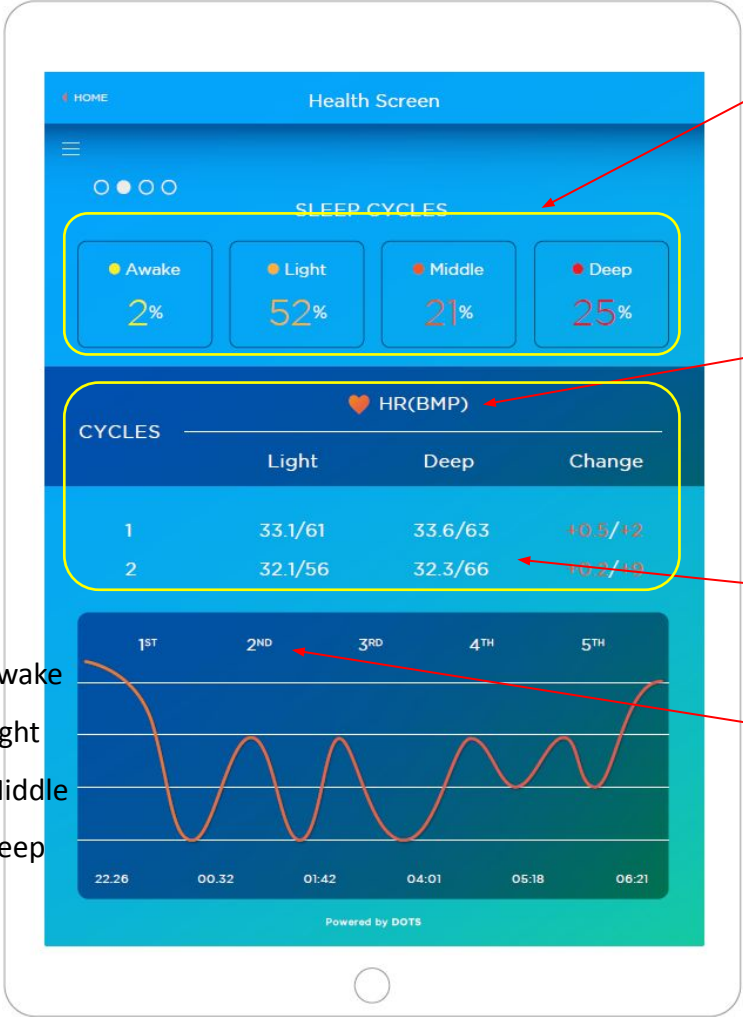 HOME
Health Screen
SLEEP CYCLES
Awake Light Middle Deep
2% 52% 21% 25%
HR(BMP)
CYCLES
Light Deep Change
1 33.1/61 33.6/63 +0.5/+2
2 32.1/56 32.3/66 +0.2/+9
1ST 2ND 3RD 4TH 5TH
wake
ght
iddle
eep
22.26 00.32 01:42 04:01 05:18 06:21
Powered by DOTS